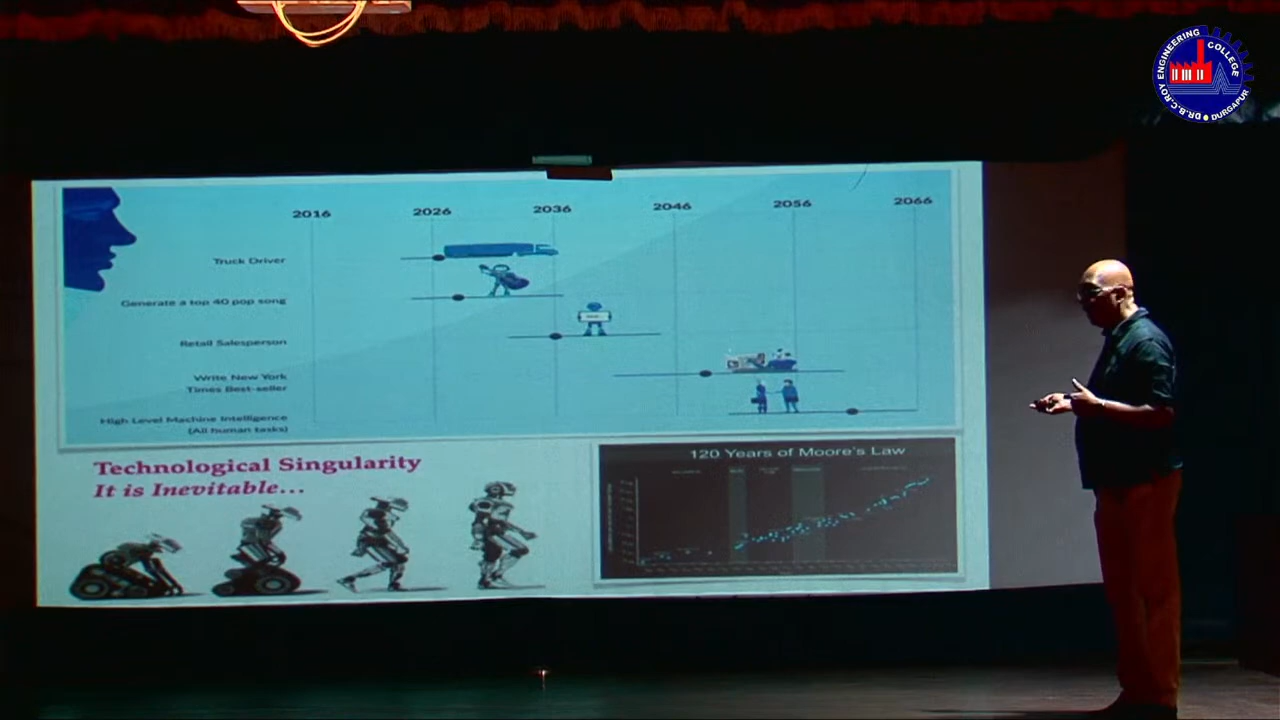 DR. B. C. ROY ENGINEERING COLLEGE
DURGAPUR
2016 2026 2036 2046 2056 2066
Truck Driver
Generate a top 40 pop song
Retail Salesperson
Write New York
Times Best-seller
High Level Machine Intelligence
(All human tasks)
Technological Singularity
It is Inevitable...
120 Years of Moore's Law